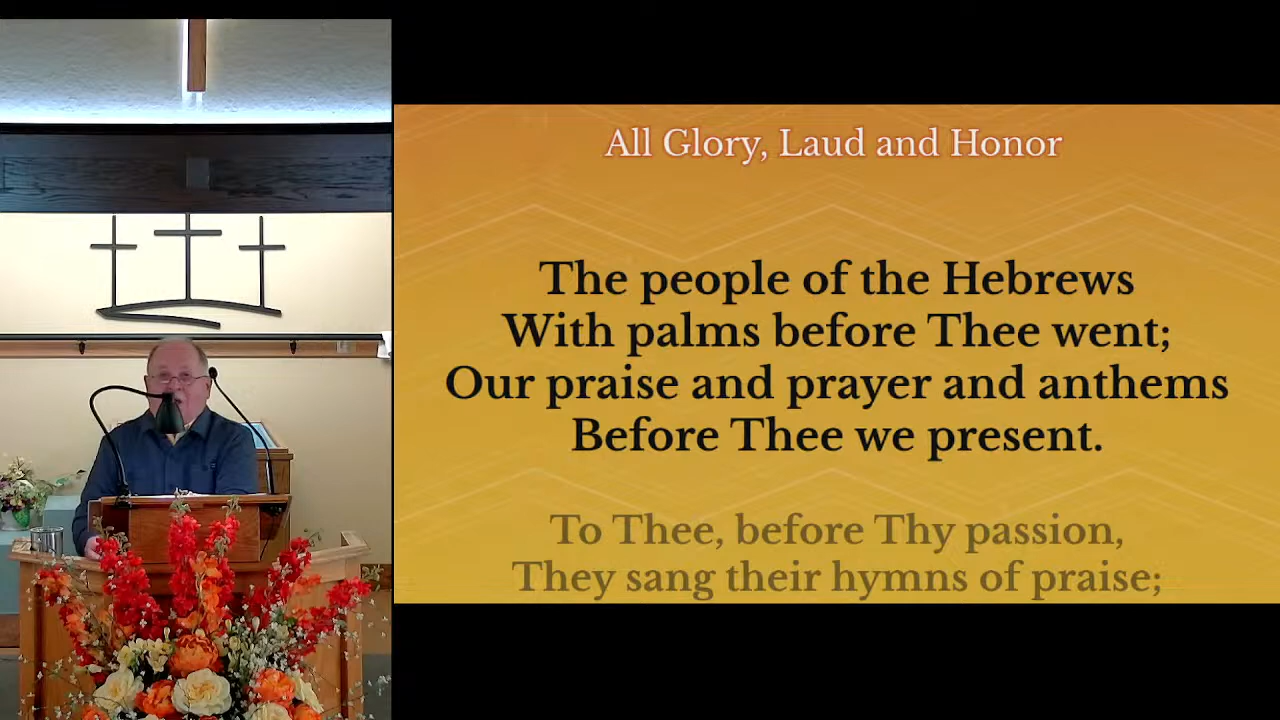 All Glory, Laud and Honor
The people of the Hebrews
With palms before Thee went;
Our praise and prayer and anthems
Before Thee we present.
To Thee, before Thy passion,
They sang their hymns of praise;